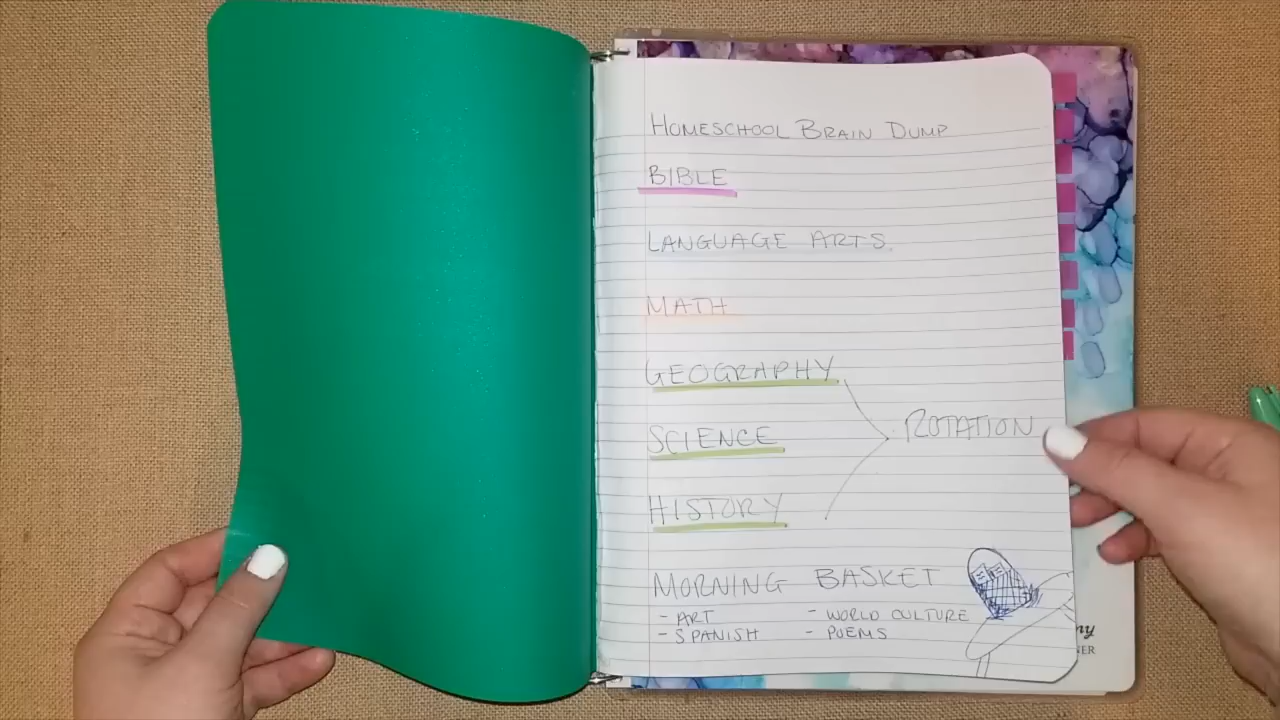 HOMESCHOOL BRAIN DUMP
BIBLE
LANGUAGE ARTS.
MATH
GEOGRAPHY
SCIENCE
ROTATION
HISTORY
MORNING BASKET
- ART - WORLD CULTURE
- SPANISH - POEMS